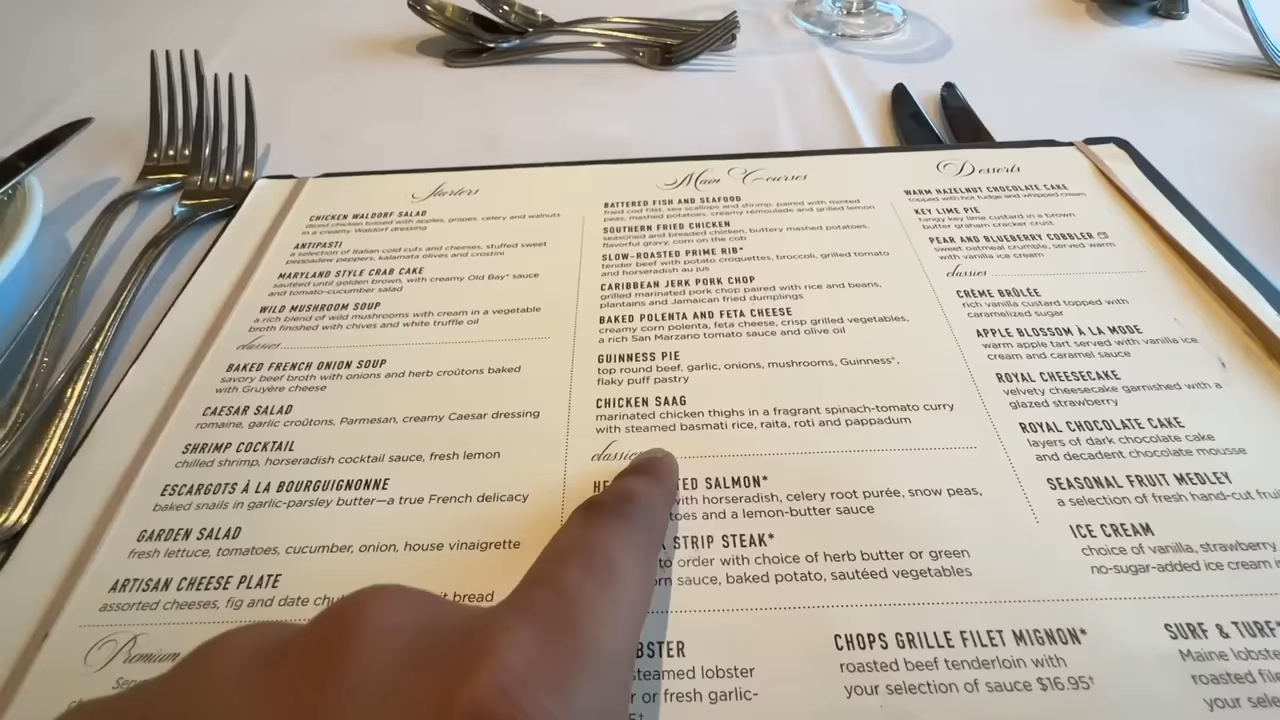 Starters
CHICKEN WALDORF SALAD
diced chicken tossed with apples, grapes, celery and walnuts
in a creamy Waldorf dressing
ANTIPASTI
a selection of Italian cold cuts and cheeses, stuffed sweet
peppadew peppers, kalamata olives and crostini
MARYLAND STYLE CRAB CAKE
sautéed until golden brown, with creamy Old Bay® sauce
and tomato-cucumber salad
WILD MUSHROOM SOUP
a rich blend of wild mushrooms with cream in a vegetable
broth finished with chives and white truffle oil
classics
BAKED FRENCH ONION SOUP
savory beef broth with onions and herb croûtons baked
with Gruyère cheese
CAESAR SALAD
romaine, garlic croûtons, Parmesan, creamy Caesar dressing
SHRIMP COCKTAIL
chilled shrimp, horseradish cocktail sauce, fresh lemon
ESCARGOTS À LA BOURGUIGNONNE
baked snails in garlic-parsley butter—a true French delicacy
GARDEN SALAD
fresh lettuce, tomatoes, cucumber, onion, house vinaigrette
ARTISAN CHEESE PLATE
assorted cheeses, fig and date bread
Premium
Main Courses
BATTERED FISH AND SEAFOOD
fried cod filet, sea scallops and shrimp, paired with minted
peas, mashed potatoes, creamy rémoulade and grilled lemon
SOUTHERN FRIED CHICKEN
seasoned and breaded chicken, buttery mashed potatoes,
flavorful gravy, corn on the cob
SLOW-ROASTED PRIME RIB*
tender beef with potato croquettes, broccoli, grilled tomato
and horseradish au jus
CARIBBEAN JERK PORK CHOP
grilled marinated pork chop paired with rice and beans,
plantains and Jamaican fried dumplings
BAKED POLENTA AND FETA CHEESE
creamy corn polenta, feta cheese, crisp grilled vegetables,
a rich San Marzano tomato sauce and olive oil
GUINNESS PIE
top round beef, garlic, onions, mushrooms, Guinness®,
flaky puff pastry
CHICKEN SAAG
marinated chicken thighs in a fragrant spinach-tomato curry
with steamed basmati rice, raita, roti and pappadum
classics
SALMON*
with horseradish, celery root purée, snow peas,
and a lemon-butter sauce
STRIP STEAK*
to order with choice of herb butter or green
sauce, baked potato, sautéed vegetables
steamed lobster
or fresh garlic-
CHOPS GRILLE FILET MIGNON*
roasted beef tenderloin with
your selection of sauce $16.95†
SURF & TURF*
Maine
roasted
your
Desserts
WARM HAZELNUT CHOCOLATE CAKE
topped with hot fudge and whipped cream
KEY LIME PIE
tangy key lime custard in a brown
butter graham cracker crust
PEAR AND BLUEBERRY COBBLER
sweet oatmeal crumble, served warm
with vanilla ice cream
classics
CRÈME BRÛLÉE
rich vanilla custard topped with
caramelized sugar
APPLE BLOSSOM À LA MODE
warm apple tart served with vanilla ice
cream and caramel sauce
ROYAL CHEESECAKE
velvety cheesecake garnished with a
glazed strawberry
ROYAL CHOCOLATE CAKE
layers of dark chocolate cake
and decadent chocolate mousse
SEASONAL FRUIT MEDLEY
a selection of fresh hand-cut
ICE CREAM
choice of vanilla, strawberry
no-sugar-added ice cream